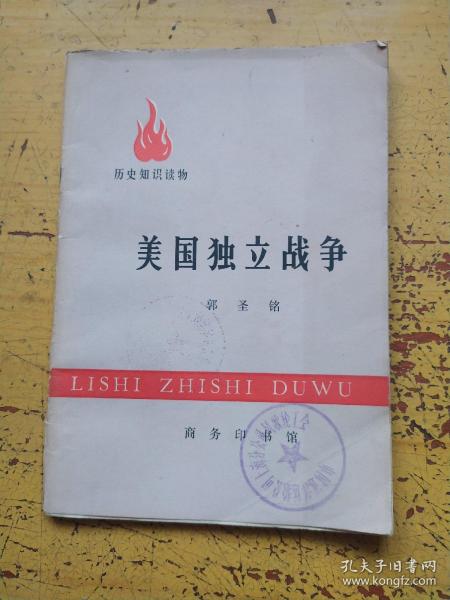 历史知识读物
美国独立战争
郭圣铭
LISHI ZHISHI DUWU
商务印书馆
孔夫子旧书网
www.kongfz.com